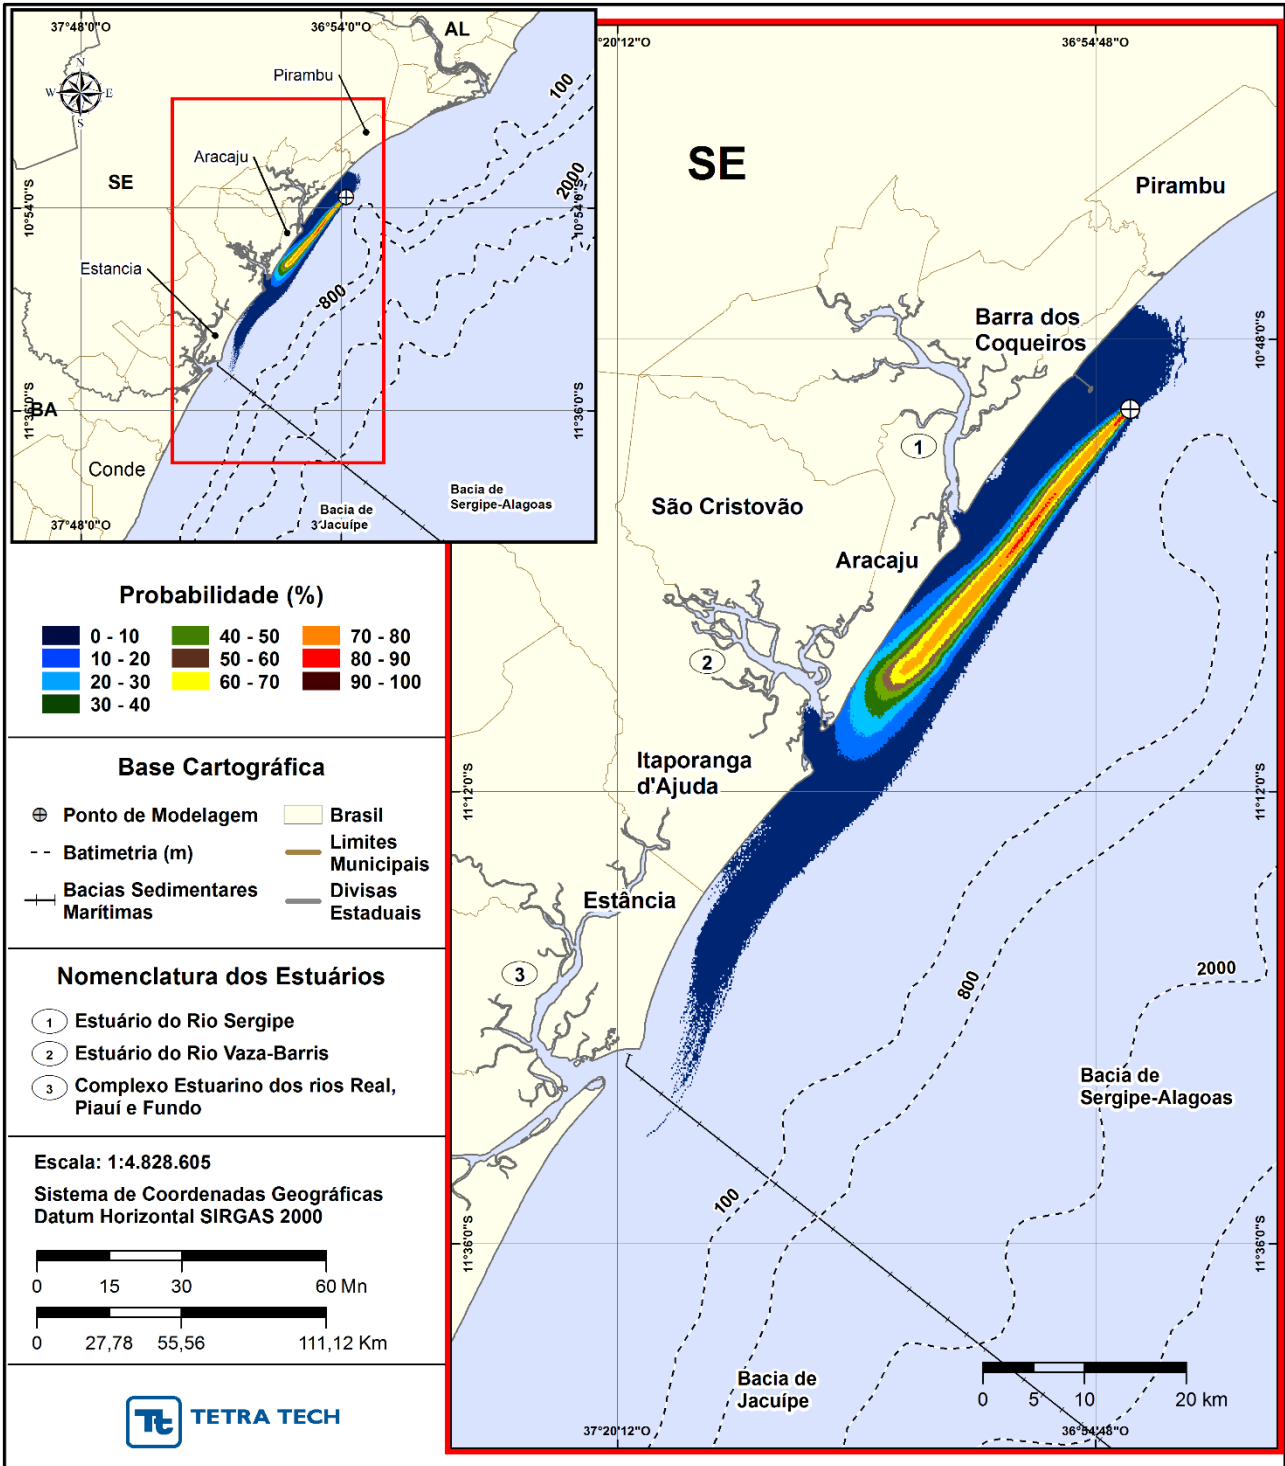 37°48'0"O
36°54'0"O
AL
N
W
E
S
Pirambu
100
Aracaju
2000
SE
10°54'0"S
10°54'0"S
Estancia
800
11°36'0"S
11°36'0"S
BA
Conde
Bacia de
Sergipe-Alagoas
Bacia de
Jacuípe
37°48'0"O
°20'12"O
36°54'48"O
SE
Pirambu
10°48'0"S
Barra dos
Coqueiros
1
São Cristovão
Aracaju
2
Itaporanga
d'Ajuda
11°12'0"S
11°12'0"S
Estância
3
800
2000
Bacia de
Sergipe-Alagoas
100
11°36'0"S
11°36'0"S
Bacia de
Jacuípe
0 5 10 20 km
37°20'12"O
36°54'48"O
Probabilidade (%)
0 - 10
10 - 20
20 - 30
30 - 40
40 - 50
50 - 60
60 - 70
70 - 80
80 - 90
90 - 100
Base Cartográfica
Ponto de Modelagem
Batimetria (m)
Bacias Sedimentares
Marítimas
Brasil
Limites
Municipais
Divisas
Estaduais
Nomenclatura dos Estuários
1 Estuário do Rio Sergipe
2 Estuário do Rio Vaza-Barris
3 Complexo Estuarino dos rios Real,
Piauí e Fundo
Escala: 1:4.828.605
Sistema de Coordenadas Geográficas
Datum Horizontal SIRGAS 2000
0 15 30 60 Mn
0 27,78 55,56 111,12 Km
Tt TETRA TECH